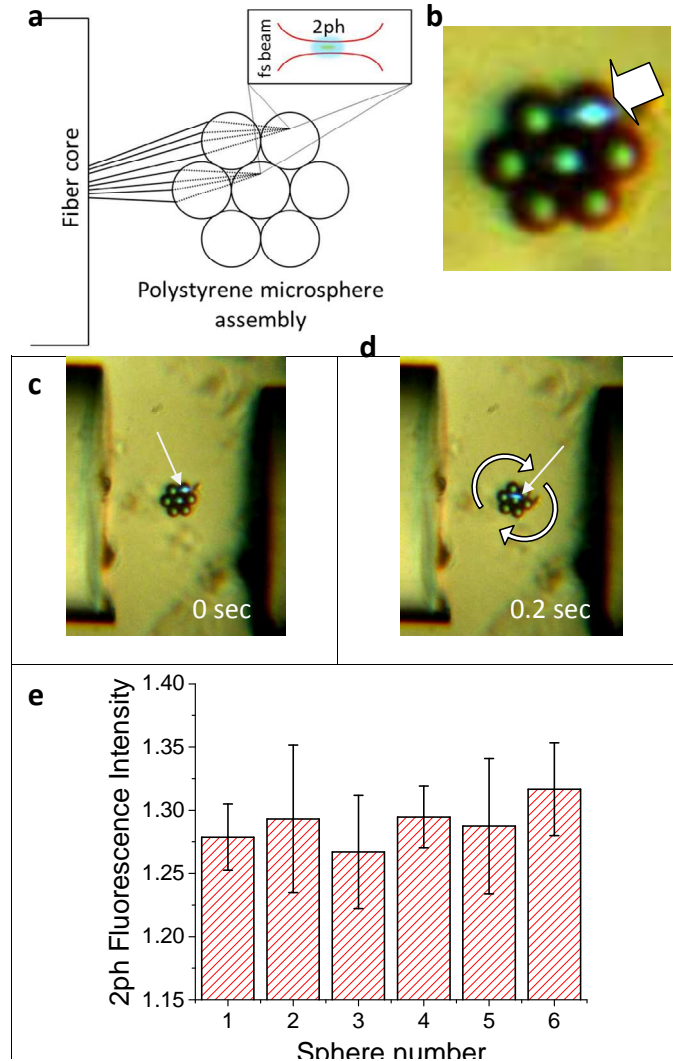 a
2ph
fs beam
Fiber core
Polystyrene microsphere
assembly
b
c
0 sec
d
0.2 sec
e
2ph Fluorescence Intensity
1.40
1.35
1.30
1.25
1.20
1.15
1 2 3 4 5 6
Sphere number